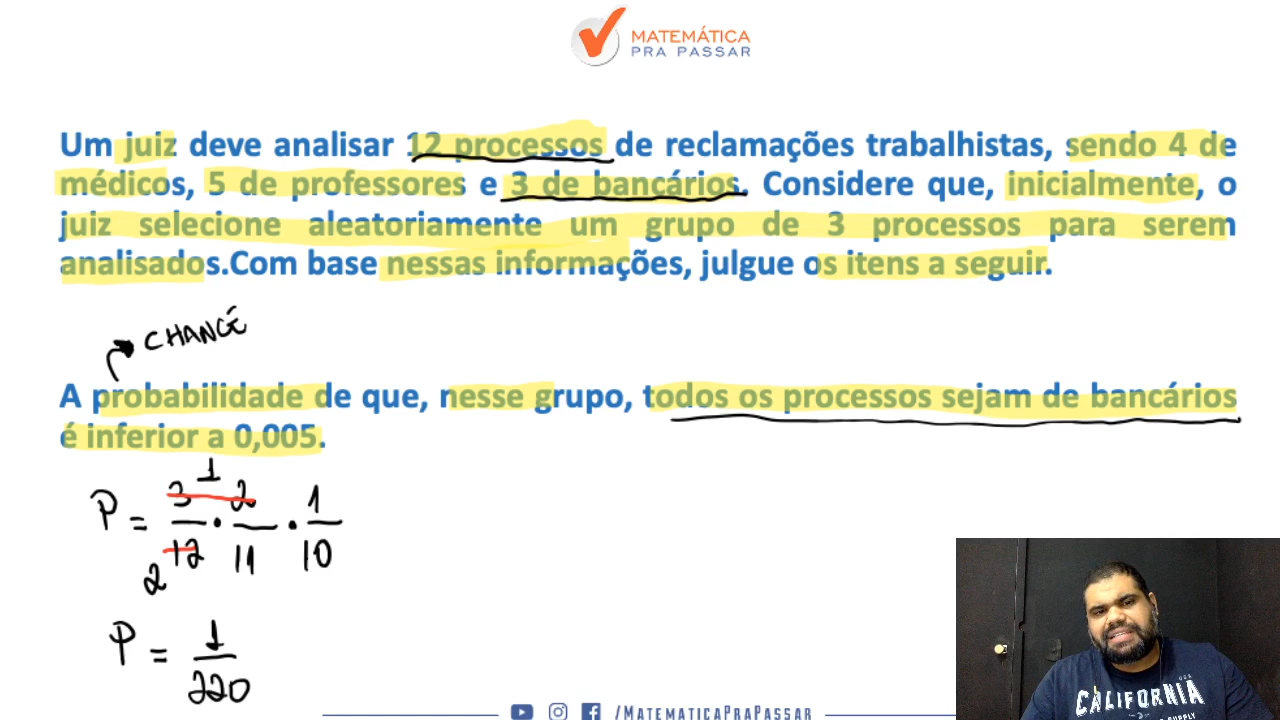 MATEMÁTICA
PRA PASSAR
Um juiz deve analisar 12 processos de reclamações trabalhistas, sendo 4 de
médicos, 5 de professores e 3 de bancários. Considere que, inicialmente, o
juiz selecione aleatoriamente um grupo de 3 processos para serem
analisados.Com base nessas informações, julgue os itens a seguir.
CHANCE
A probabilidade de que, nesse grupo, todos os processos sejam de bancários
é inferior a 0,005.
1
P = 3/12 · 2/11 · 1/10
2
P = 1/220
CALIFORNIA
SUPPLY
/MATEMATICAPRAPASSAR